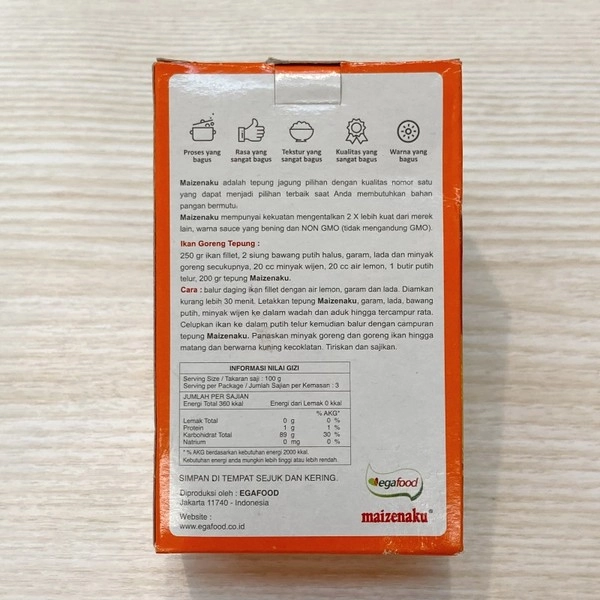 Proses yang bagus
Rasa yang sangat bagus
Tekstur yang sangat bagus
Kualitas yang sangat bagus
Warna yang bagus
Maizenaku adalah tepung jagung pilihan dengan kualitas nomor satu
yang dapat menjadi pilihan terbaik saat Anda membutuhkan bahan
pangan bermutu.
Maizenaku mempunyai kekuatan mengentalkan 2 X lebih kuat dari merek
lain, warna sauce yang bening dan NON GMO (tidak mengandung GMO).
Ikan Goreng Tepung :
250 gr ikan fillet, 2 siung bawang putih halus, garam, lada dan minyak
goreng secukupnya, 20 cc minyak wijen, 20 cc air lemon, 1 butir putih
telur, 200 gr tepung Maizenaku.
Cara : balur daging ikan fillet dengan air lemon, garam dan lada. Diamkan
kurang lebih 30 menit. Letakkan tepung Maizenaku, garam, lada, bawang
putih, minyak wijen ke dalam wadah dan aduk hingga tercampur rata.
Celupkan ikan ke dalam putih telur kemudian balur dengan campuran
tepung Maizenaku. Panaskan minyak goreng dan goreng ikan hingga
matang dan berwarna kuning kecoklatan. Tiriskan dan sajikan.
INFORMASI NILAI GIZI
Serving Size / Takaran saji : 100 g
Serving per Package / Jumlah Sajian per Kemasan : 3
JUMLAH PER SAJIAN
Energi Total 360 kkal Energi dari Lemak 0 kkal
% AKG*
Lemak Total 0 g 0 %
Protein 1 g 1 %
Karbohidrat Total 89 g 30 %
Natrium 0 mg 0 %
* % AKG berdasarkan kebutuhan energi 2000 kkal.
Kebutuhan energi anda mungkin lebih tinggi atau lebih rendah.
SIMPAN DI TEMPAT SEJUK DAN KERING.
Diproduksi oleh : EGAFOOD
Jakarta 11740 - Indonesia
Website :
www.egafood.co.id
egafood
maizenaku®